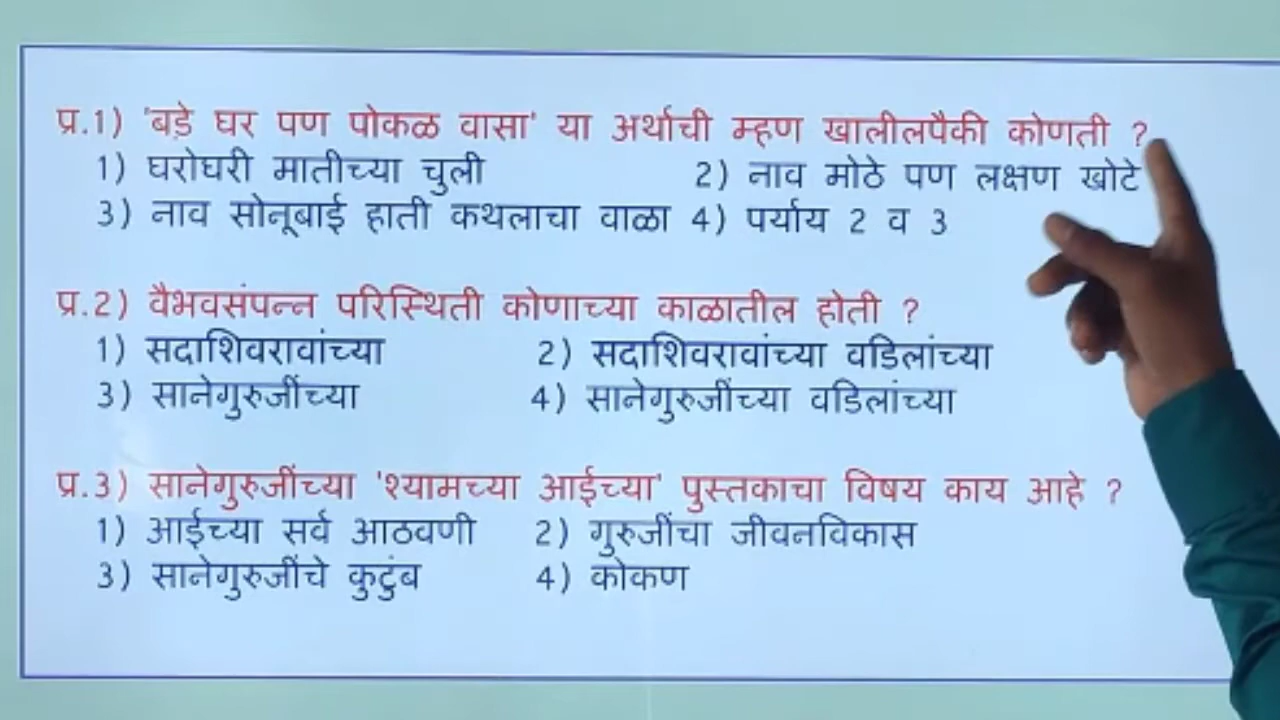 प्र.1) 'बड़े घर पण पोकळ वासा' या अर्थाची म्हण खालीलपैकी कोणती ?
1) घरोघरी मातीच्या चुली 2) नाव मोठे पण लक्षण खोटे
3) नाव सोनूबाई हाती कथलाचा वाळा 4) पर्याय 2 व 3
प्र.2) वैभवसंपन्न परिस्थिती कोणाच्या काळातील होती ?
1) सदाशिवरावांच्या 2) सदाशिवरावांच्या वडिलांच्या
3) सानेगुरुजींच्या 4) सानेगुरुजींच्या वडिलांच्या
प्र.3) सानेगुरुजींच्या 'श्यामच्या आईच्या' पुस्तकाचा विषय काय आहे ?
1) आईच्या सर्व आठवणी 2) गुरुजींचा जीवनविकास
3) सानेगुरुजींचे कुटुंब 4) कोकण